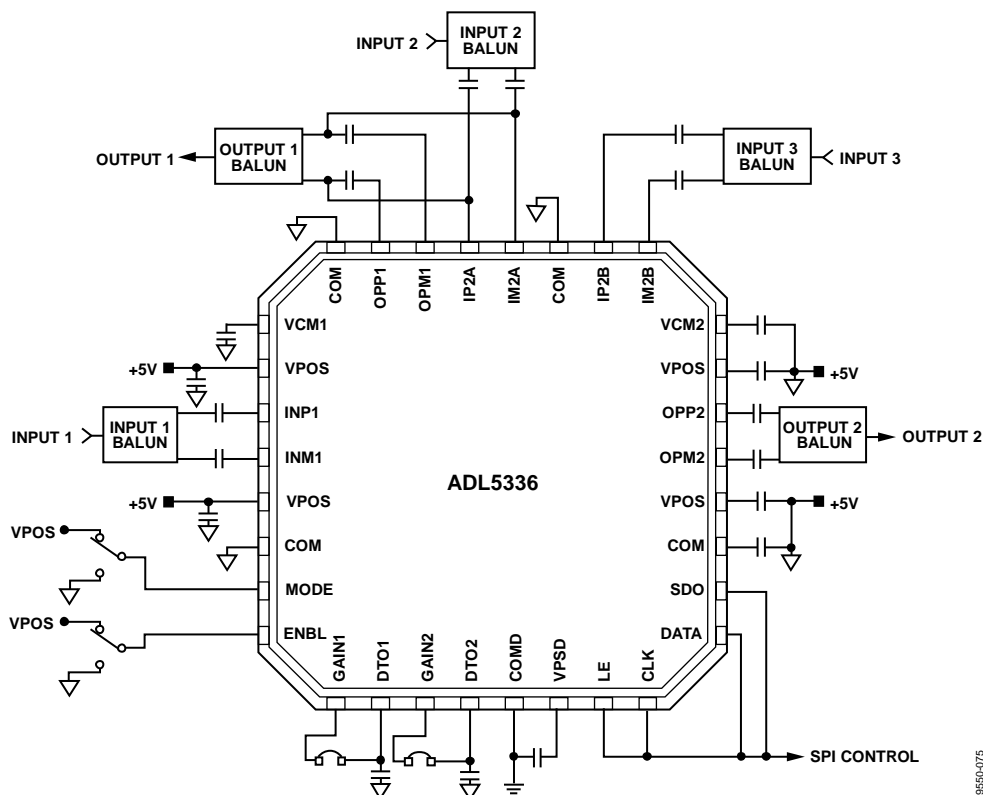 INPUT 2
INPUT 2
BALUN
OUTPUT 1
OUTPUT 1
BALUN
INPUT 3
BALUN
INPUT 3
COM
OPP1
OPM1
IP2A
IM2A
COM
IP2B
IM2B
VCM1
VCM2
+5V
VPOS
VPOS
+5V
INPUT 1
INPUT 1
BALUN
INP1
INM1
OPP2
OPM2
OUTPUT 2
BALUN
OUTPUT 2
ADL5336
+5V
VPOS
VPOS
+5V
VPOS
COM
COM
MODE
SDO
VPOS
ENBL
DATA
GAIN1
DTO1
GAIN2
DTO2
COMD
VPSD
LE
CLK
SPI CONTROL
9550-075